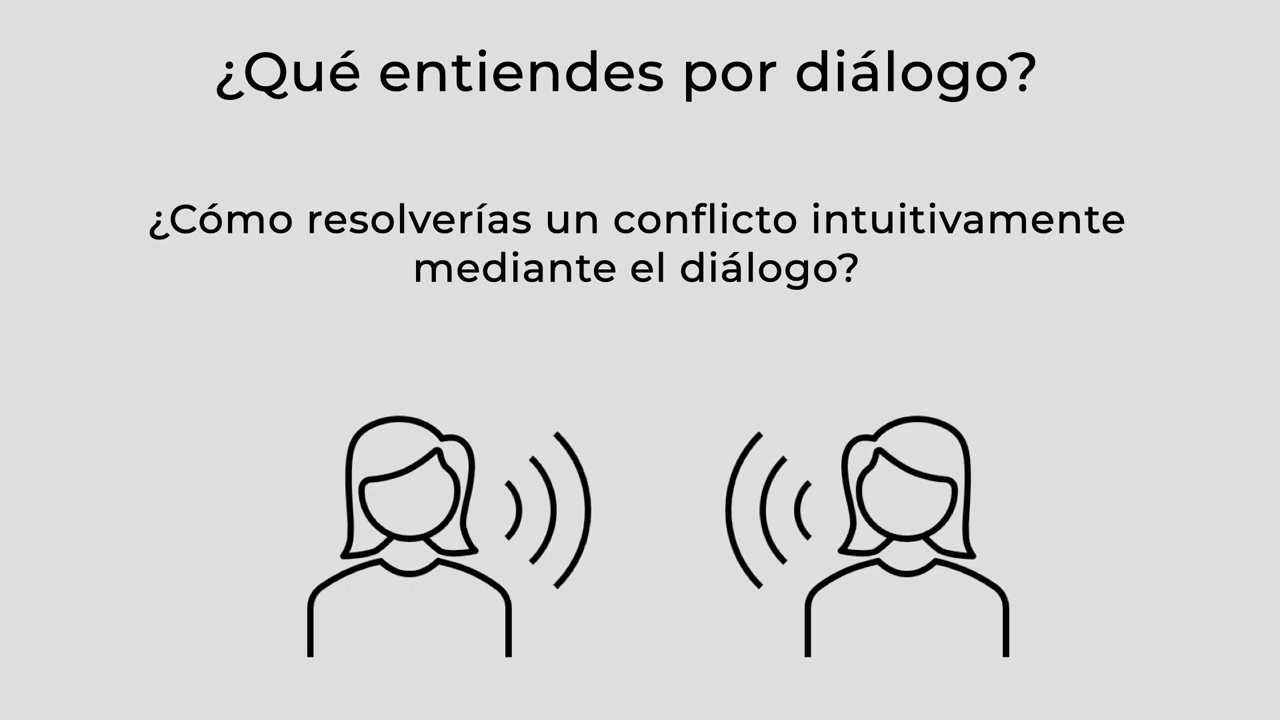 ¿Qué entiendes por diálogo?
¿Cómo resolverías un conflicto intuitivamente
mediante el diálogo?